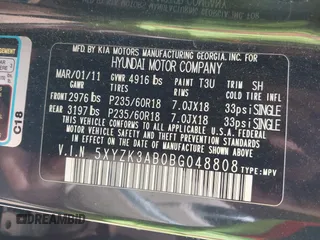 MFD BY KIA MOTORS MANUFACTURING GEORGIA, INC. FOR
HYUNDAI MOTOR COMPANY
MAR/01/11 GVWR 4916 lbs PAINT T3U TRIM SH
TIRE RIMS COLD TIRE
FRONT 2976 lbs P235/60R18 7.0JX18 33psi SINGLE
REAR 3197 lbs P235/60R18 7.0JX18 33psi SINGLE
THIS VEHICLE CONFORMS TO ALL APPLICABLE
U.S. FEDERAL MOTOR VEHICLE SAFETY AND
THEFT PREVENTION STANDARDS IN EFFECT ON
THE DATE OF MANUFACTURE SHOWN ABOVE.
V.I.N 5XYZK3AB0BG048808 TYPE:MPV
C18
DREAMBID